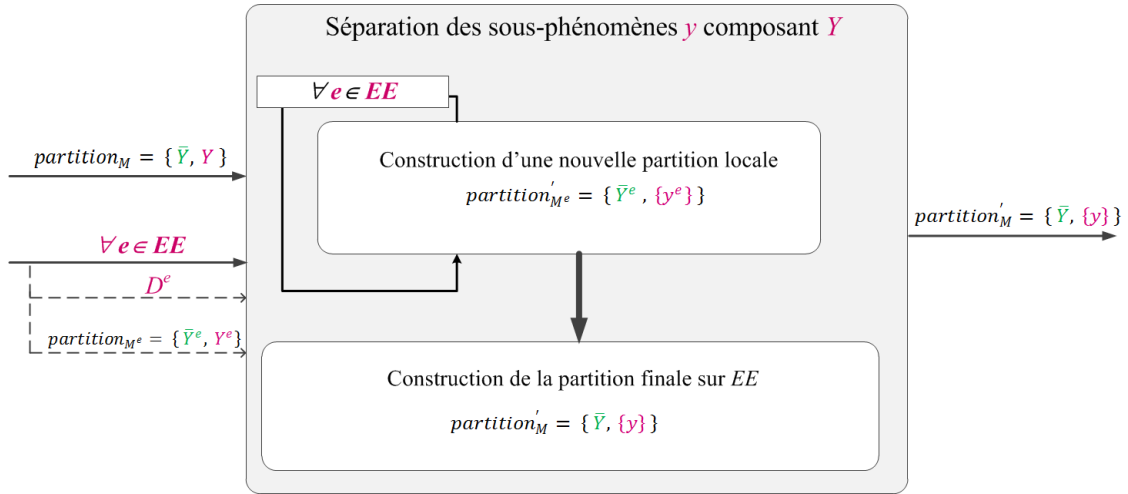 Séparation des sous-phénomènes y composant Y
∀ e ∈ EE
partition_M = { Ȳ, Y }
Construction d'une nouvelle partition locale
partition'_{M^e} = { Ȳ^e , {y^e} }
partition'_M = { Ȳ, {y} }
∀ e ∈ EE
D^e
partition_{M^e} = { Ȳ^e, Y^e }
Construction de la partition finale sur EE
partition'_M = { Ȳ, {y} }